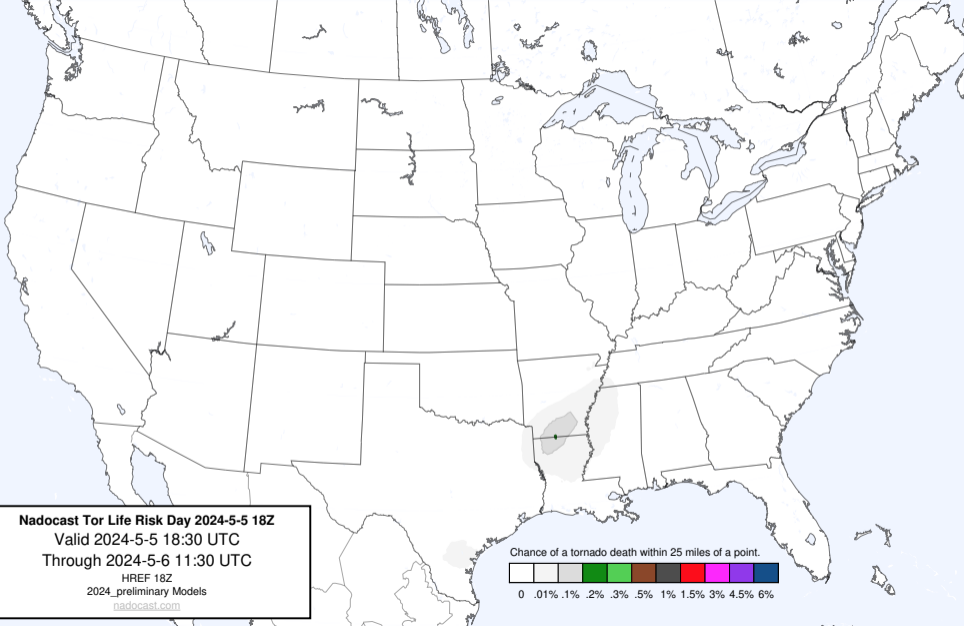 Nadocast Tor Life Risk Day 2024-5-5 18Z
Valid 2024-5-5 18:30 UTC
Through 2024-5-6 11:30 UTC
HREF 18Z
2024_preliminary Models
nadocast.com
Chance of a tornado death within 25 miles of a point.
0 .01% .1% .2% .3% .5% 1% 1.5% 3% 4.5% 6%